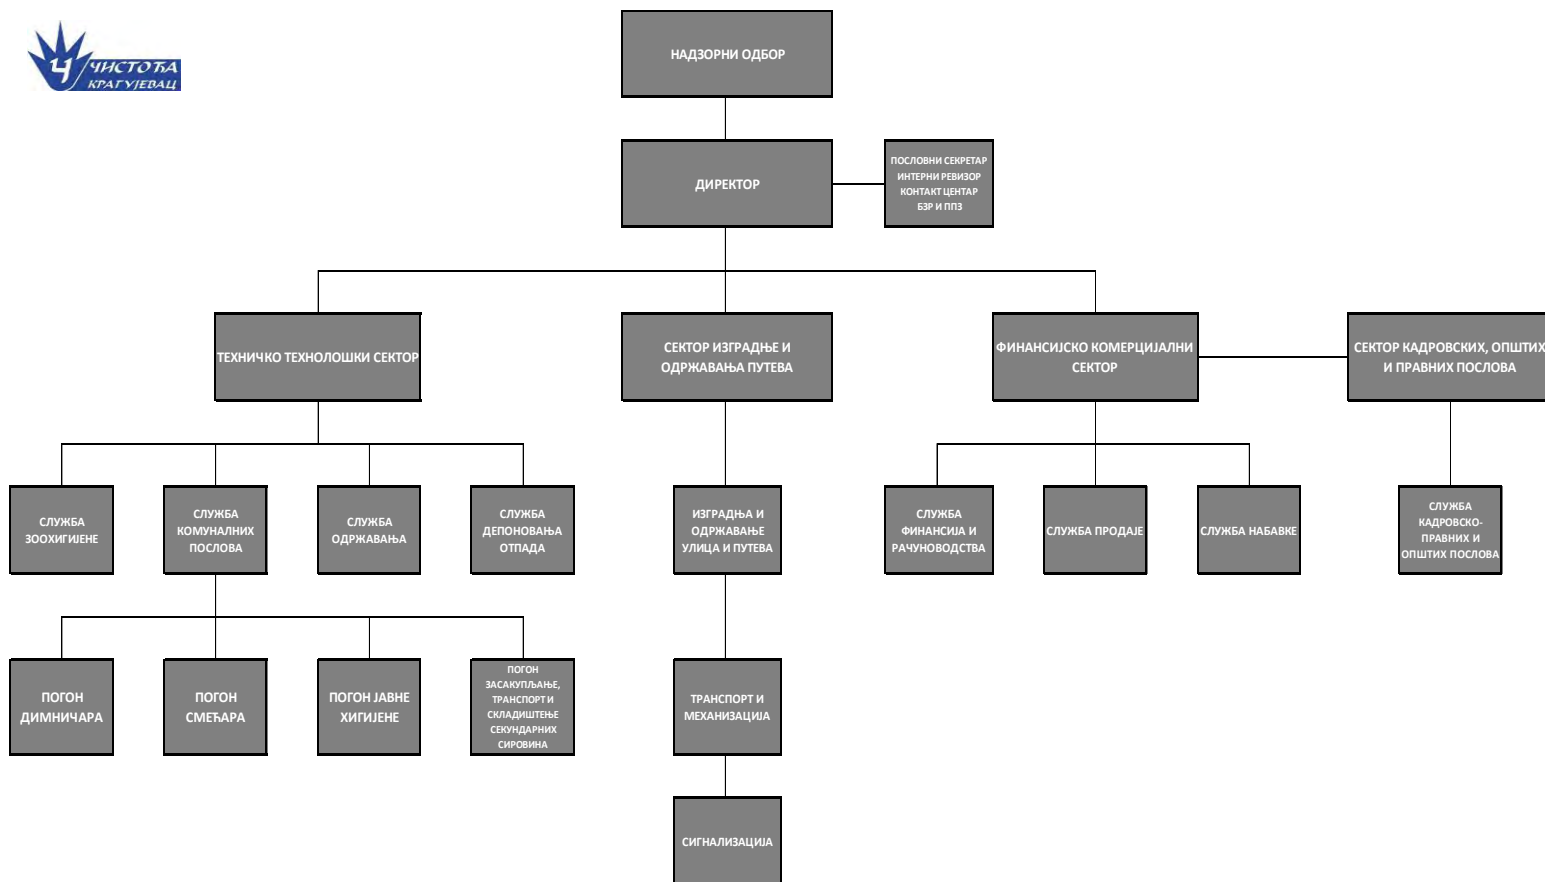 Ч ЧИСТОЋА
КРАГУЈЕВАЦ
НАДЗОРНИ ОДБОР
ДИРЕКТОР
ПОСЛОВНИ СЕКРЕТАР
ИНТЕРНИ РЕВИЗОР
КОНТАКТ ЦЕНТАР
БЗР И ППЗ
ТЕХНИЧКО ТЕХНОЛОШКИ СЕКТОР
СЕКТОР ИЗГРАДЊЕ И
ОДРЖАВАЊА ПУТЕВА
ФИНАНСИЈСКО КОМЕРЦИЈАЛНИ
СЕКТОР
СЕКТОР КАДРОВСКИХ, ОПШТИХ
И ПРАВНИХ ПОСЛОВА
СЛУЖБА
ЗООХИГИЈЕНЕ
СЛУЖБА
КОМУНАЛНИХ
ПОСЛОВА
СЛУЖБА
ОДРЖАВАЊА
СЛУЖБА
ДЕПОНОВАЊА
ОТПАДА
ИЗГРАДЊА И
ОДРЖАВАЊЕ
УЛИЦА И ПУТЕВА
СЛУЖБА
ФИНАНСИЈА И
РАЧУНОВОДСТВА
СЛУЖБА ПРОДАЈЕ
СЛУЖБА НАБАВКЕ
СЛУЖБА
КАДРОВСКО-
ПРАВНИХ И
ОПШТИХ ПОСЛОВА
ПОГОН
ДИМНИЧАРА
ПОГОН
СМЕЋАРА
ПОГОН ЈАВНЕ
ХИГИЈЕНЕ
ПОГОН
ЗАСАКУПЉАЊЕ,
ТРАНСПОРТ И
СКЛАДИШТЕЊЕ
СЕКУНДАРНИХ
СИРОВИНА
ТРАНСПОРТ И
МЕХАНИЗАЦИЈА
СИГНАЛИЗАЦИЈА